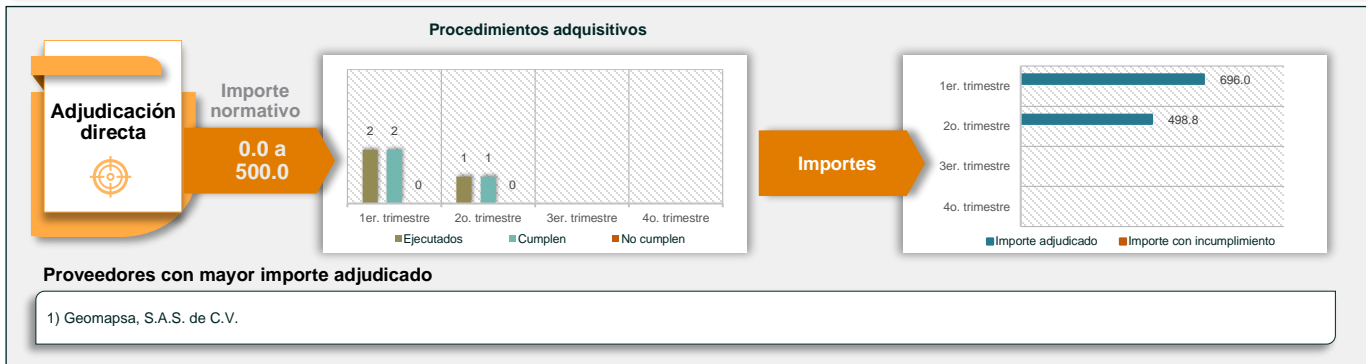 Procedimientos adquisitivos
Adjudicación
directa
Importe
normativo
0.0 a
500.0
2
2
0
1
1
0
1er. trimestre
2o. trimestre
3er. trimestre
4o. trimestre
Ejecutados
Cumplen
No cumplen
Importes
1er. trimestre
696.0
2o. trimestre
498.8
3er. trimestre
4o. trimestre
Importe adjudicado
Importe con incumplimiento
Proveedores con mayor importe adjudicado
1) Geomapsa, S.A.S. de C.V.